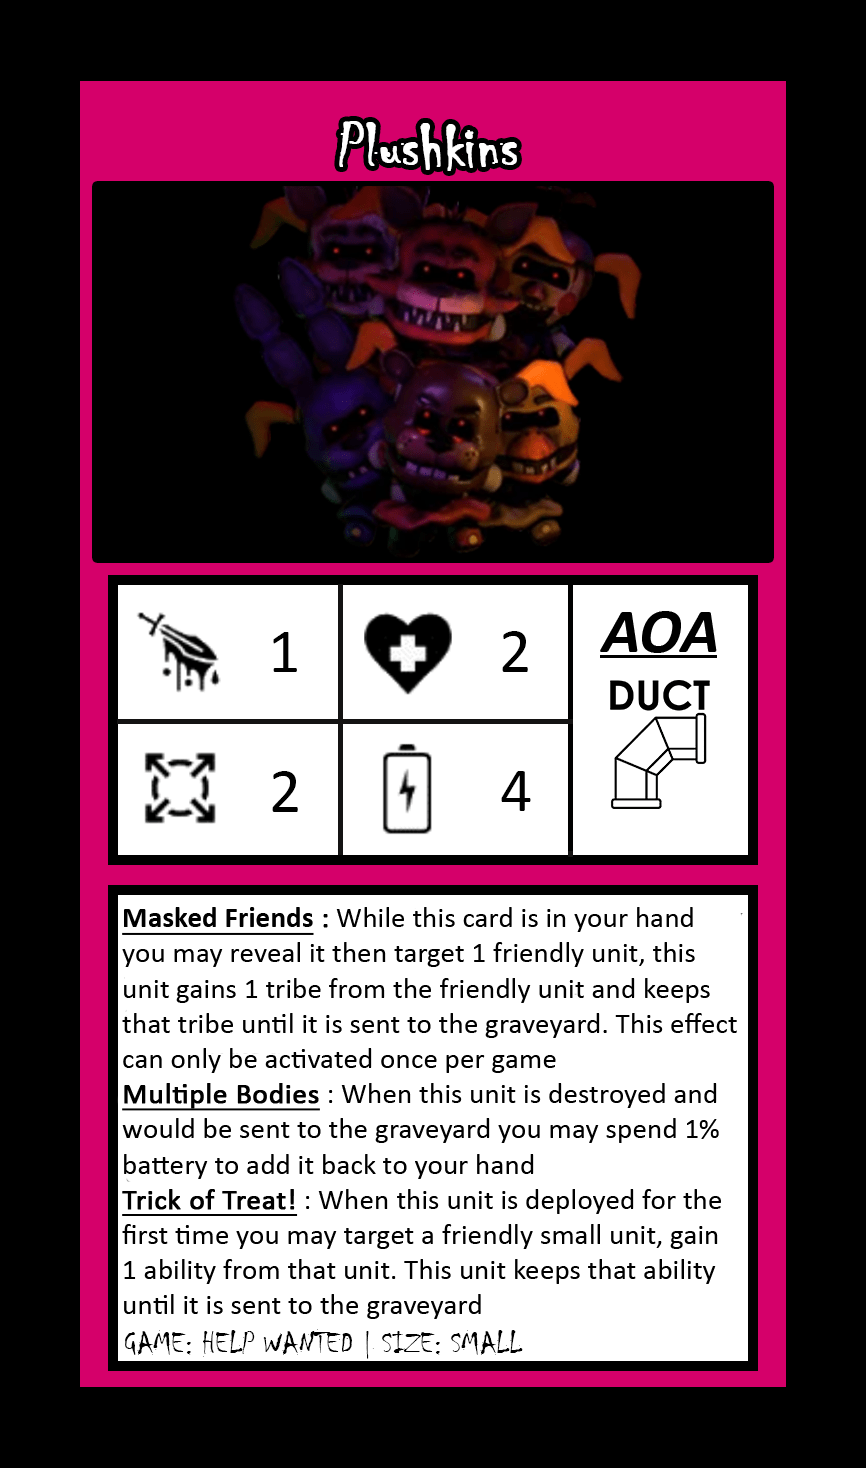 Plushkins
1
2
AOA
DUCT
2
4
Masked Friends : While this card is in your hand
you may reveal it then target 1 friendly unit, this
unit gains 1 tribe from the friendly unit and keeps
that tribe until it is sent to the graveyard. This effect
can only be activated once per game
Multiple Bodies : When this unit is destroyed and
would be sent to the graveyard you may spend 1%
battery to add it back to your hand
Trick of Treat! : When this unit is deployed for the
first time you may target a friendly small unit, gain
1 ability from that unit. This unit keeps that ability
until it is sent to the graveyard
GAME: HELP WANTED | SIZE: SMALL